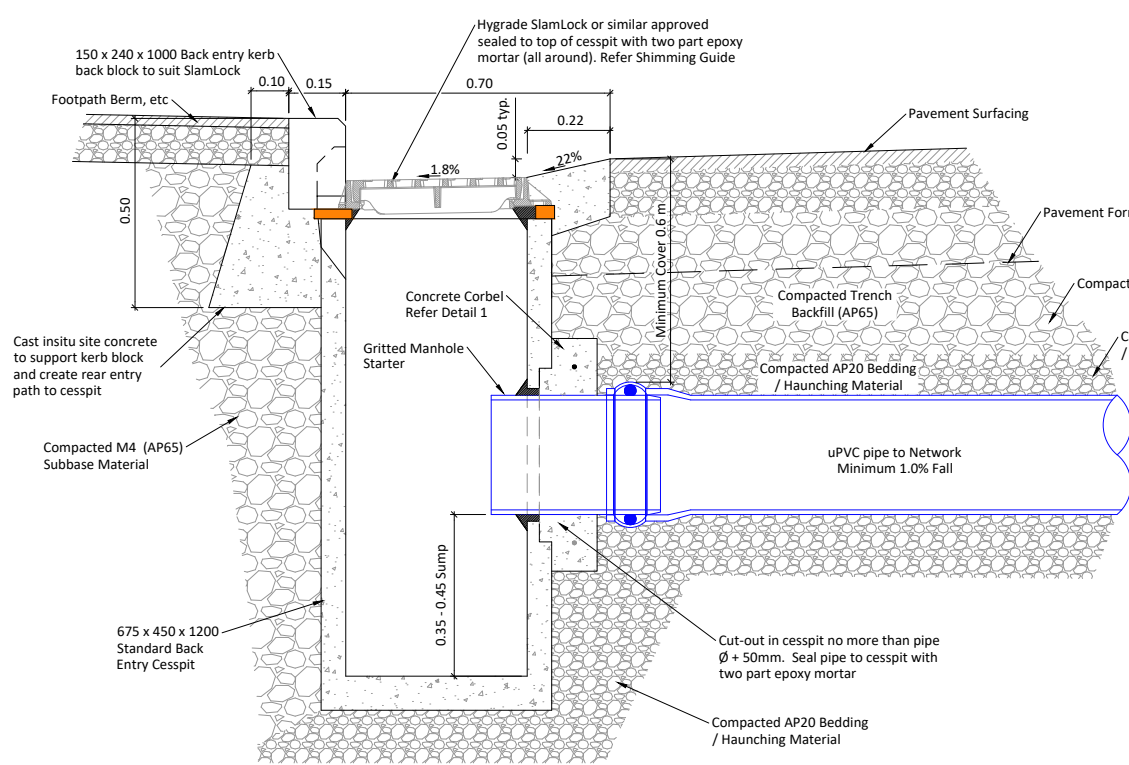 Hygrade SlamLock or similar approved
sealed to top of cesspit with two part epoxy
mortar (all around). Refer Shimming Guide
150 x 240 x 1000 Back entry kerb
back block to suit SlamLock
0.10
0.15
0.70
Footpath Berm, etc
0.05 typ.
0.22
Pavement Surfacing
1.8%
22%
0.50
Minimum Cover 0.6 m
Pavement For
Compact
Compacted Trench
Backfill (AP65)
Concrete Corbel
Refer Detail 1
Cast insitu site concrete
to support kerb block
and create rear entry
path to cesspit
Gritted Manhole
Starter
C
/
Compacted AP20 Bedding
/ Haunching Material
Compacted M4 (AP65)
Subbase Material
uPVC pipe to Network
Minimum 1.0% Fall
0.35 - 0.45 Sump
675 x 450 x 1200
Standard Back
Entry Cesspit
Cut-out in cesspit no more than pipe
Ø + 50mm. Seal pipe to cesspit with
two part epoxy mortar
Compacted AP20 Bedding
/ Haunching Material